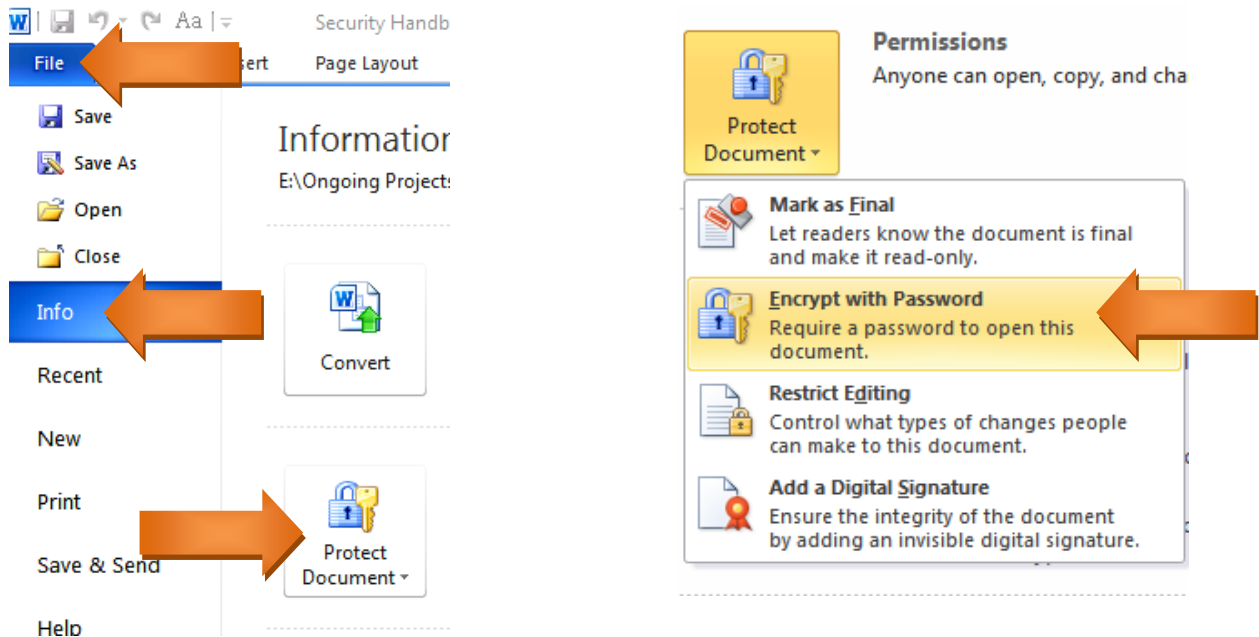 W Aa
Security Handb
File sert Page Layout
Save
Save As
Open
Close
Info
Recent
New
Print
Save & Send
Help
Information
E:\Ongoing Projects
W
Convert
Protect
Document
Permissions
Anyone can open, copy, and cha
Protect
Document
Mark as Final
Let readers know the document is final
and make it read-only.
Encrypt with Password
Require a password to open this
document.
Restrict Editing
Control what types of changes people
can make to this document.
Add a Digital Signature
Ensure the integrity of the document
by adding an invisible digital signature.